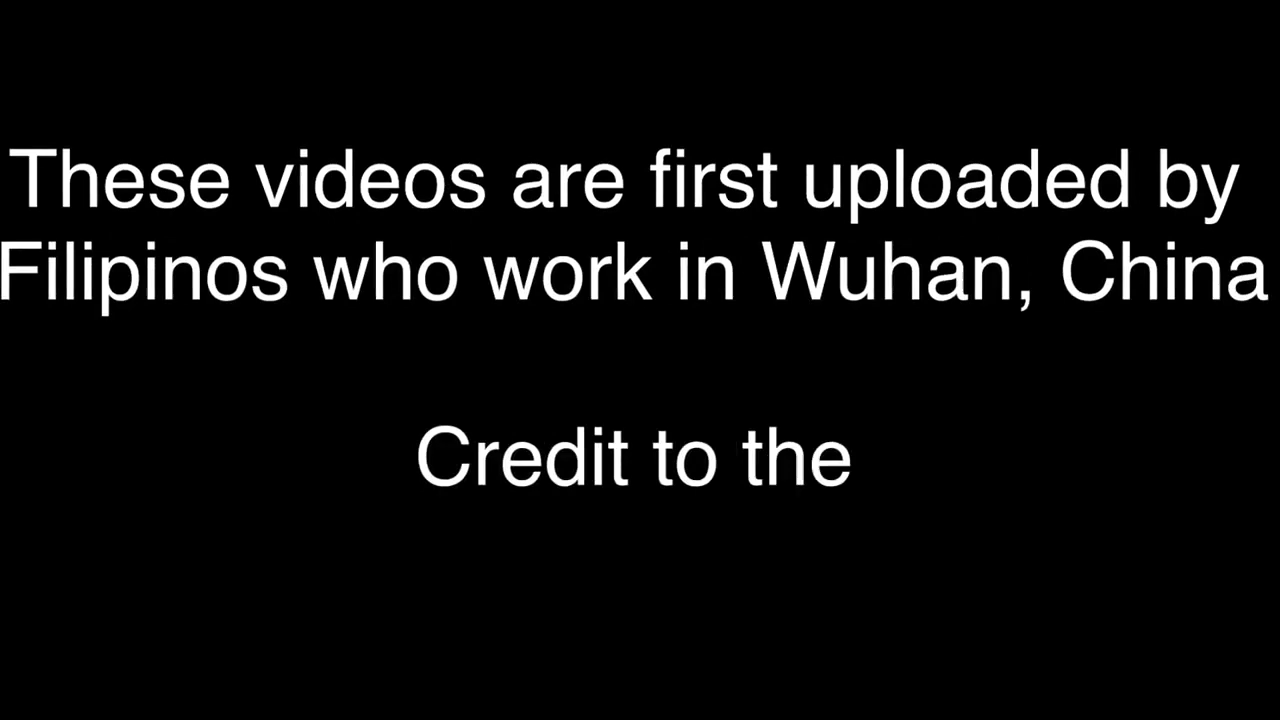 These videos are first uploaded by
Filipinos who work in Wuhan, China
Credit to the